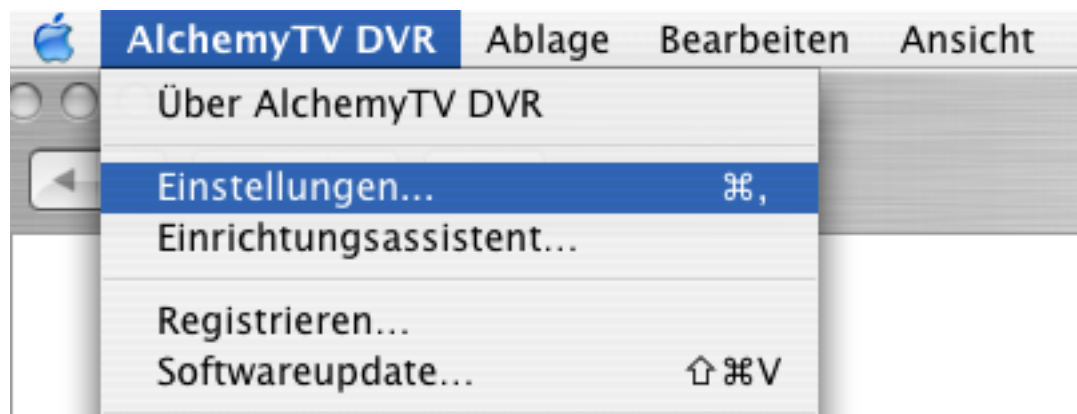 AlchemyTV DVR Ablage Bearbeiten Ansicht
Über AlchemyTV DVR
Einstellungen... ⌘,
Einrichtungsassistent...
Registrieren...
Softwareupdate... ⇧⌘V